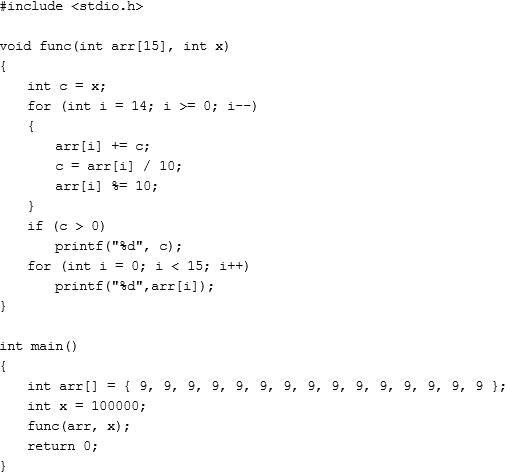 #include <stdio.h>
void func(int arr[15], int x)
{
int c = x;
for (int i = 14; i >= 0; i--)
{
arr[i] += c;
c = arr[i] / 10;
arr[i] %= 10;
}
if (c > 0)
printf("%d", c);
for (int i = 0; i < 15; i++)
printf("%d",arr[i]);
}
int main()
{
int arr[] = { 9, 9, 9, 9, 9, 9, 9, 9, 9, 9, 9, 9, 9, 9, 9 };
int x = 100000;
func(arr, x);
return 0;
}